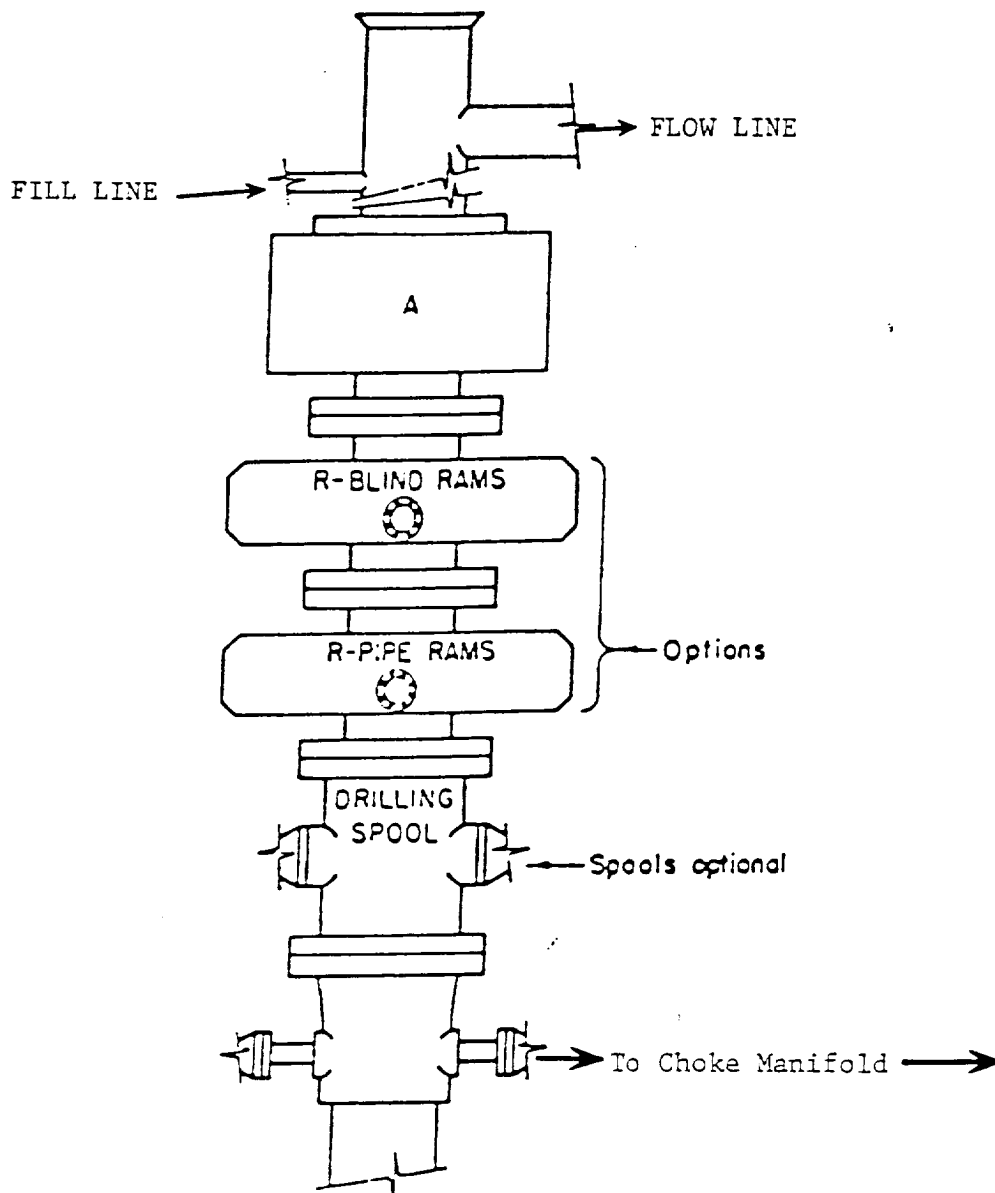 FLOW LINE
FILL LINE
A
R-BLIND RAMS
R-PIPE RAMS
Options
DRILLING
SPOOL
Spools optional
To Choke Manifold